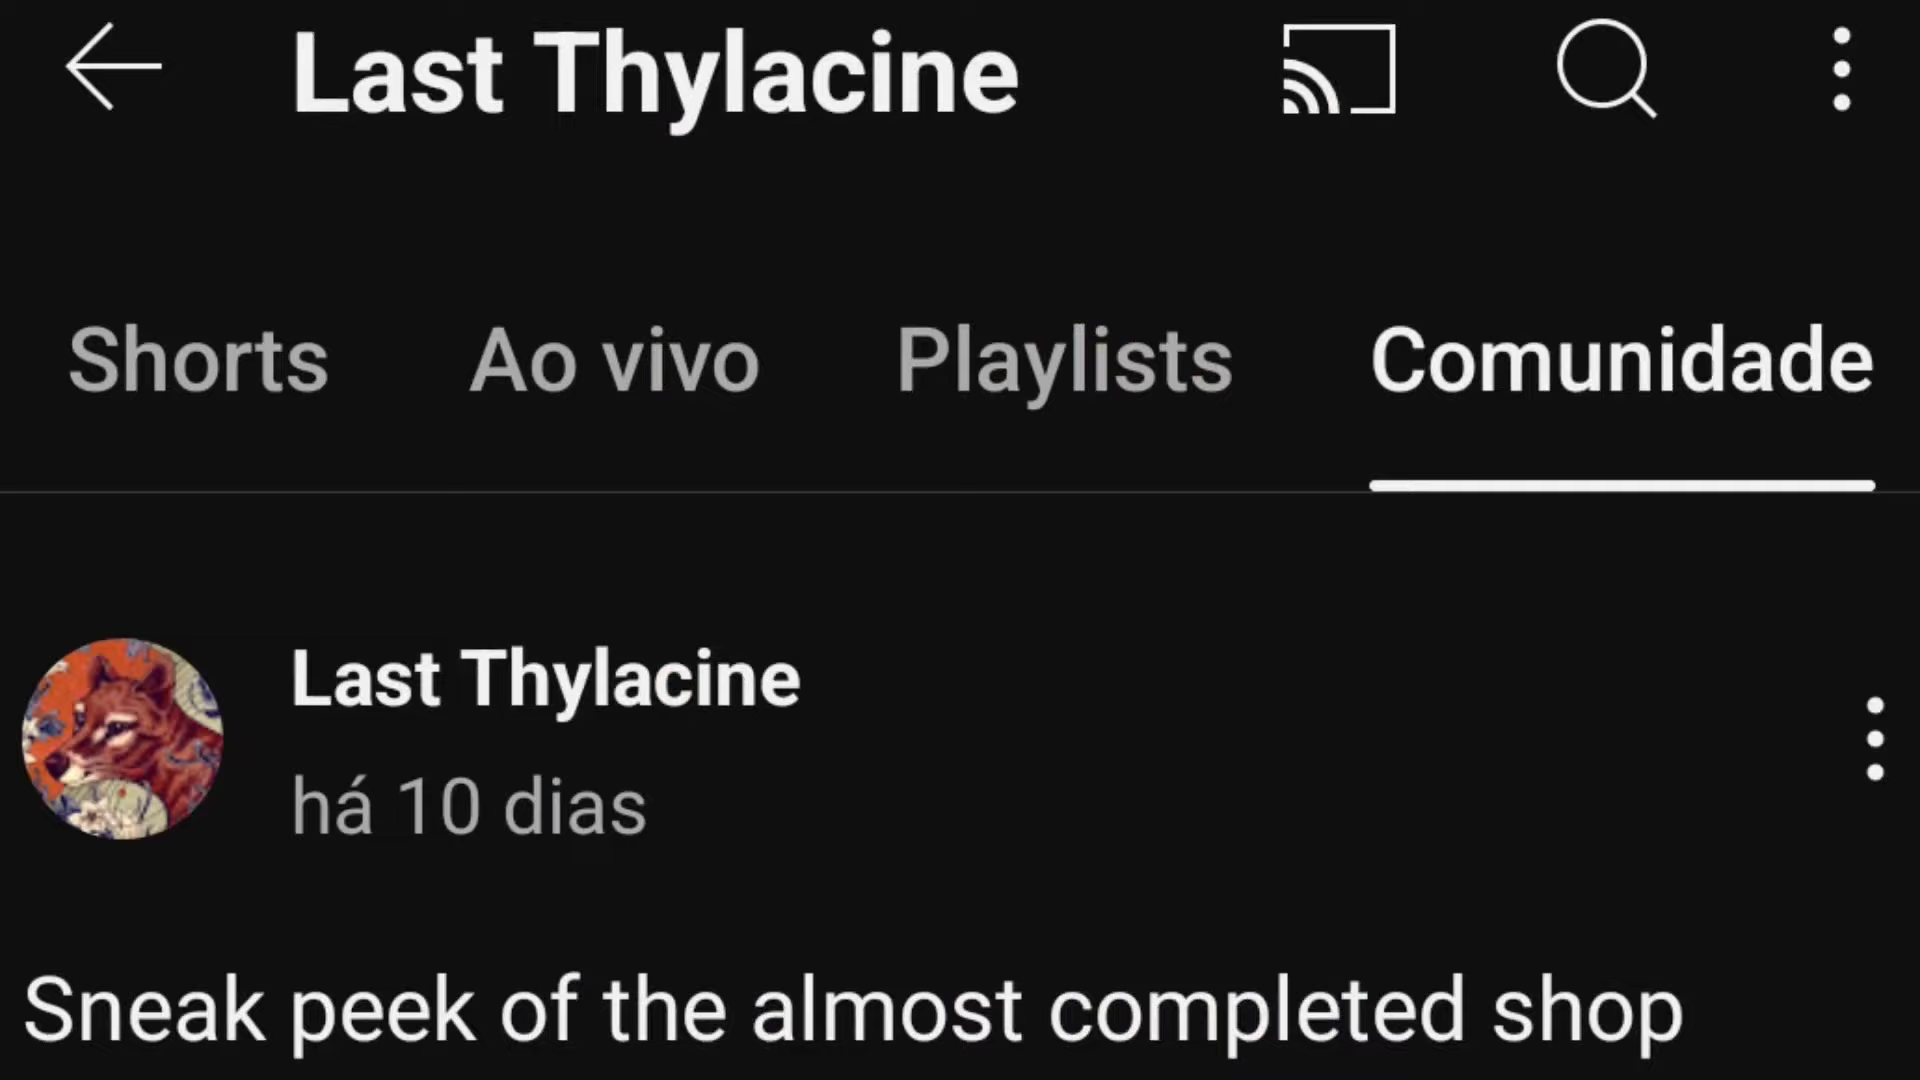 Last Thylacine
Shorts Ao vivo Playlists Comunidade
Last Thylacine
há 10 dias
Sneak peek of the almost completed shop